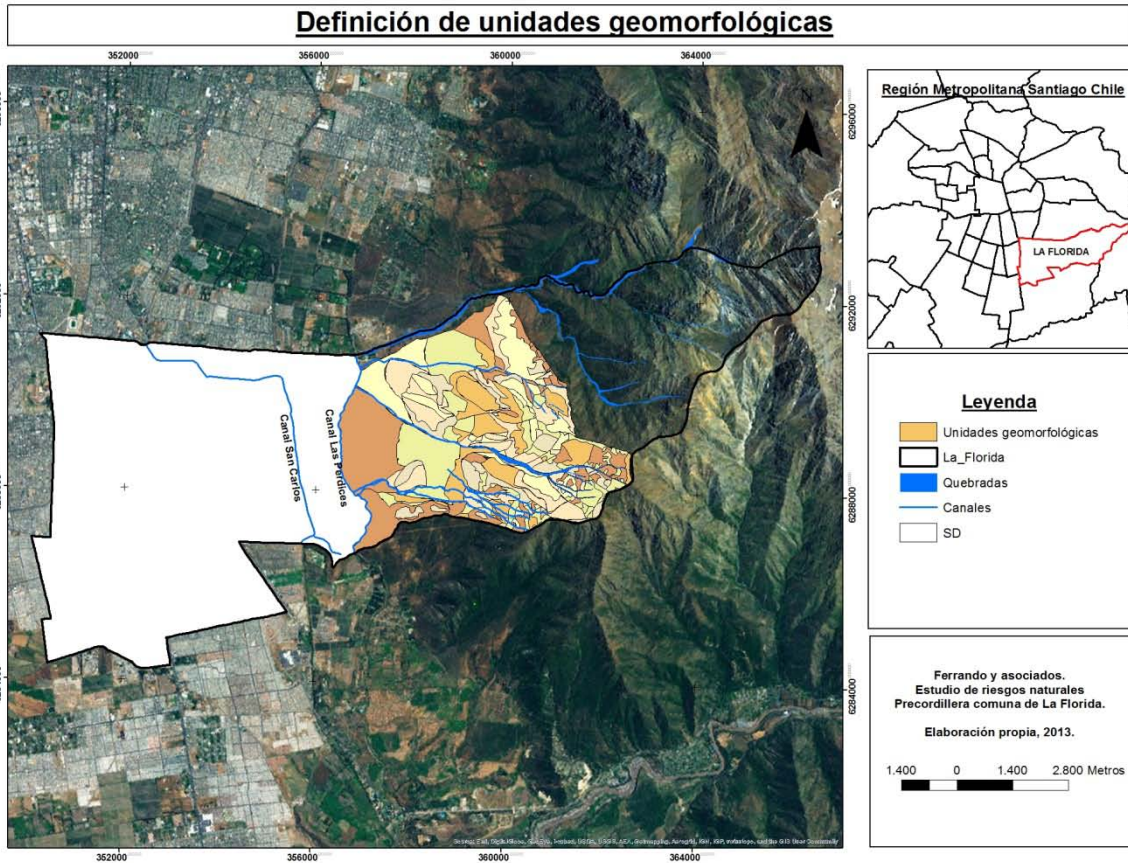 Definición de unidades geomorfológicas
352000
356000
360000
364000
6296000
6292000
6288000
6284000
N
Canal San Carlos
Canal Las Perdices
352000
356000
360000
364000
Región Metropolitana Santiago Chile
LA FLORIDA
Leyenda
Unidades geomorfológicas
La_Florida
Quebradas
Canales
SD
Ferrando y asociados.
Estudio de riesgos naturales
Precordillera comuna de La Florida.
Elaboración propia, 2013.
1.400 0 1.400 2.800 Metros